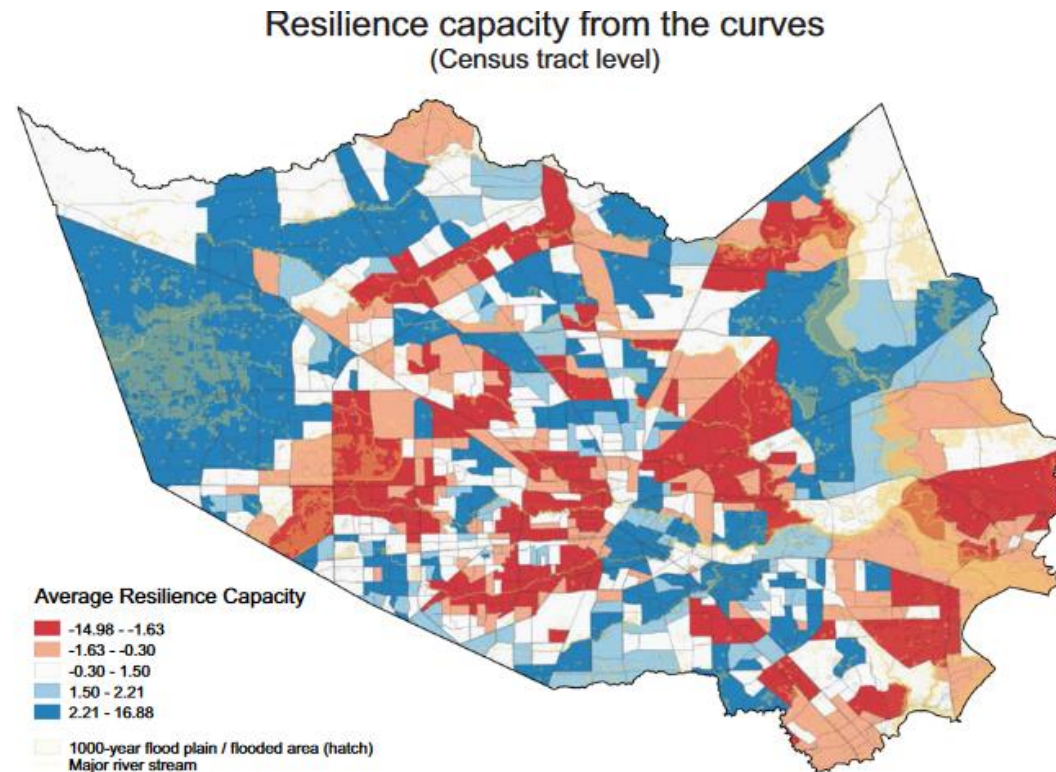 Resilience capacity from the curves
(Census tract level)
Average Resilience Capacity
-14.98 - -1.63
-1.63 - -0.30
-0.30 - 1.50
1.50 - 2.21
2.21 - 16.88
1000-year flood plain / flooded area (hatch)
Major river stream